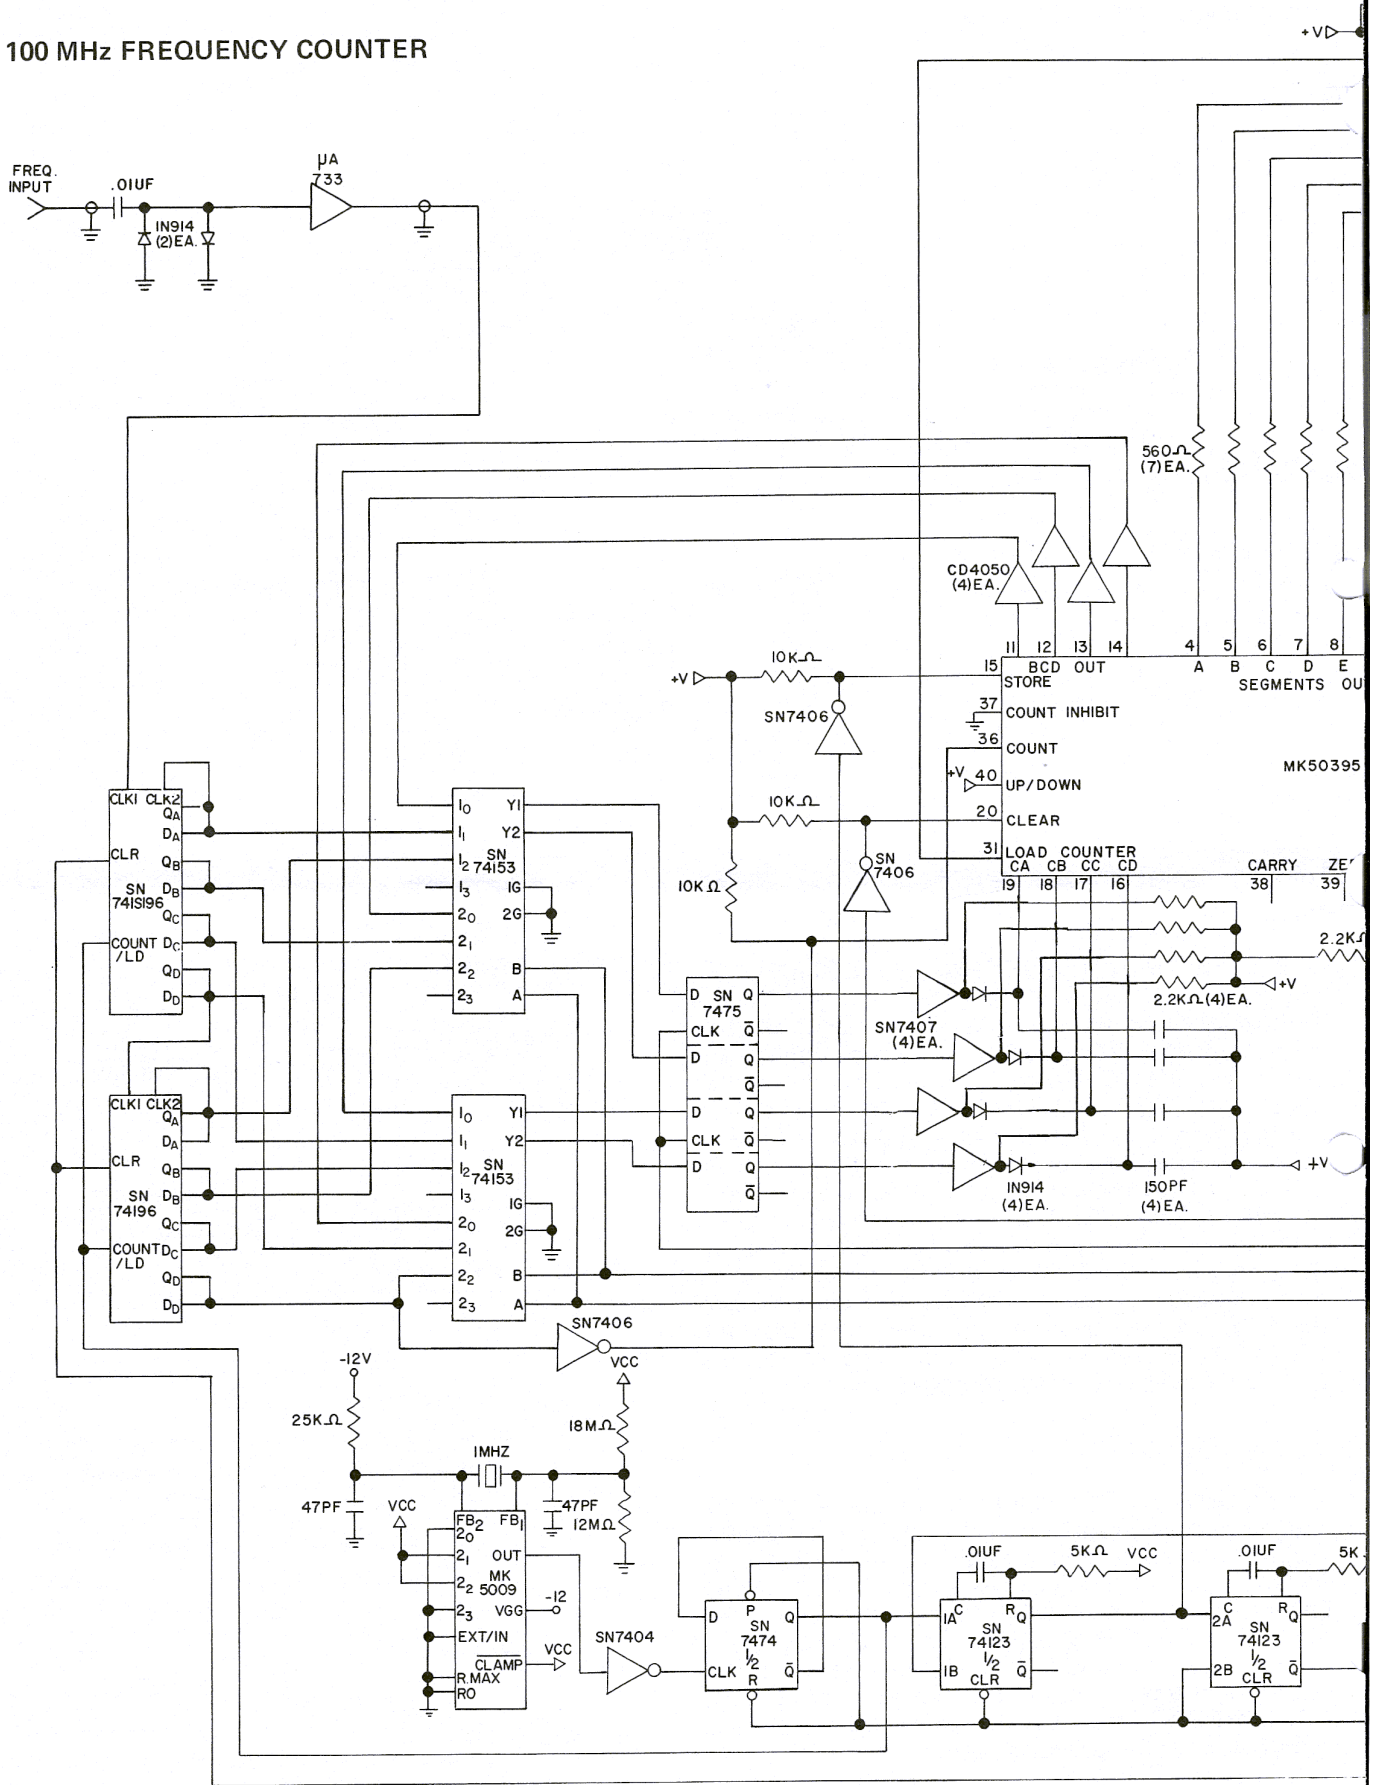 100 MHz FREQUENCY COUNTER
+V
FREQ.
INPUT
.01UF
µA
733
IN914
(2)EA.
560Ω
(7)EA.
CD4050
(4)EA.
11 12 13 14 4 5 6 7 8
BCD OUT A B C D E
SEGMENTS OU
15 STORE
37 COUNT INHIBIT
36 COUNT
+V 40 UP/DOWN
20 CLEAR
31 LOAD COUNTER
MK50395
CA CB CC CD CARRY
19 18 17 16 38 39
+V
10KΩ
SN7406
10KΩ
SN
7406
10KΩ
CLK1 CLK2
QA
DA
CLR
QB
DB
SN
74S196
QC
COUNT
/LD
DC
QD
DD
I0 Y1
I1 Y2
I2 SN
74153
I3 1G
20 2G
21
22 B
23 A
D SN
7475 Q
CLK Q̅
D Q
Q̅
D Q
CLK Q̅
D Q
Q̅
SN7407
(4)EA.
2.2KΩ(4)EA.
+V
2.2KΩ
IN914
(4)EA.
150PF
(4)EA.
+V
CLK1 CLK2
QA
DA
CLR
QB
DB
SN
74196
QC
COUNT
/LD
DC
QD
DD
I0 Y1
I1 Y2
I2 SN
74153
I3 1G
20 2G
21
22 B
23 A
SN7406
-12V
25KΩ
VCC
18MΩ
1MHZ
47PF
47PF
12MΩ
VCC
FB2 FB1
20
21 OUT
22 MK
5009
23 VGG
-12
EXT/IN
CLAMP
VCC
R.MAX
RO
SN7404
D P Q
SN
7474
1/2
CLK Q̅
R
.01UF
5KΩ VCC
1A C R Q
SN
74123
1/2
1B Q̅
CLR
.01UF
5K
2A C R Q
SN
74123
1/2
2B Q̅
CLR